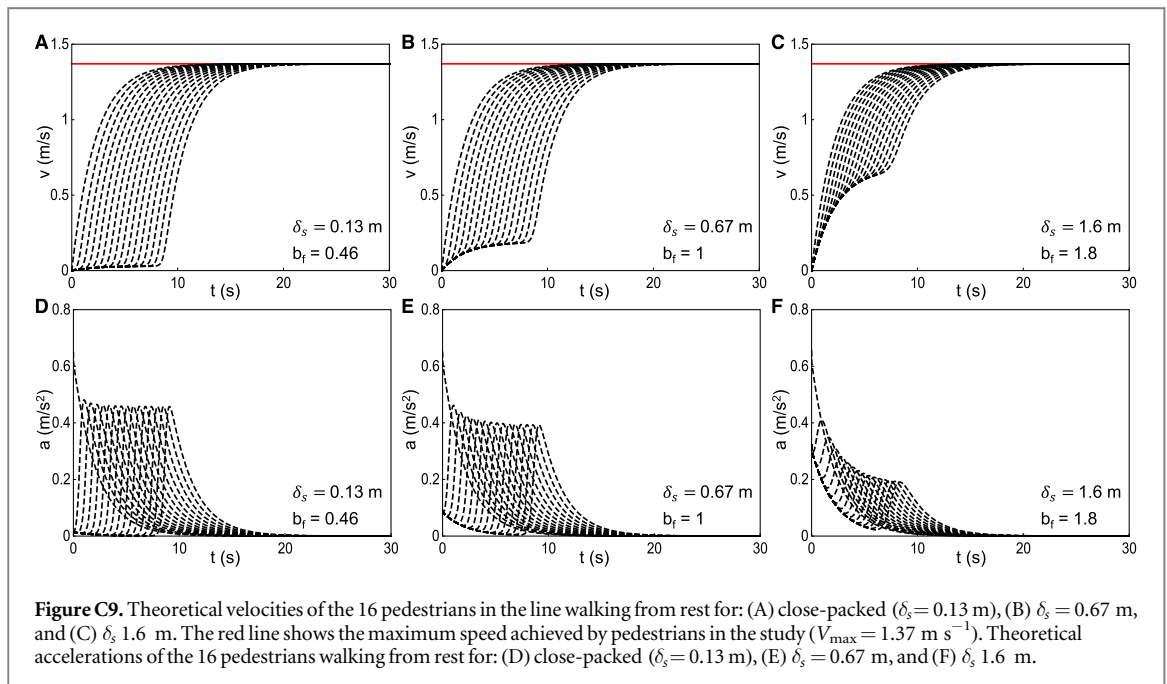 A
1.5
1
0.5
0
v (m/s)
0
10
20
30
t (s)
δs = 0.13 m
bf = 0.46
B
1.5
1
0.5
0
v (m/s)
0
10
20
30
t (s)
δs = 0.67 m
bf = 1
C
1.5
1
0.5
0
v (m/s)
0
10
20
30
t (s)
δs = 1.6 m
bf = 1.8
D
0.8
0.6
0.4
0.2
0
a (m/s²)
0
10
20
30
t (s)
δs = 0.13 m
bf = 0.46
E
0.8
0.6
0.4
0.2
0
a (m/s²)
0
10
20
30
t (s)
δs = 0.67 m
bf = 1
F
0.8
0.6
0.4
0.2
0
a (m/s²)
0
10
20
30
t (s)
δs = 1.6 m
bf = 1.8
Figure C9. Theoretical velocities of the 16 pedestrians in the line walking from rest for: (A) close-packed (δs = 0.13 m), (B) δs = 0.67 m,
and (C) δs 1.6 m. The red line shows the maximum speed achieved by pedestrians in the study (Vmax = 1.37 m s⁻¹). Theoretical
accelerations of the 16 pedestrians walking from rest for: (D) close-packed (δs = 0.13 m), (E) δs = 0.67 m, and (F) δs 1.6 m.